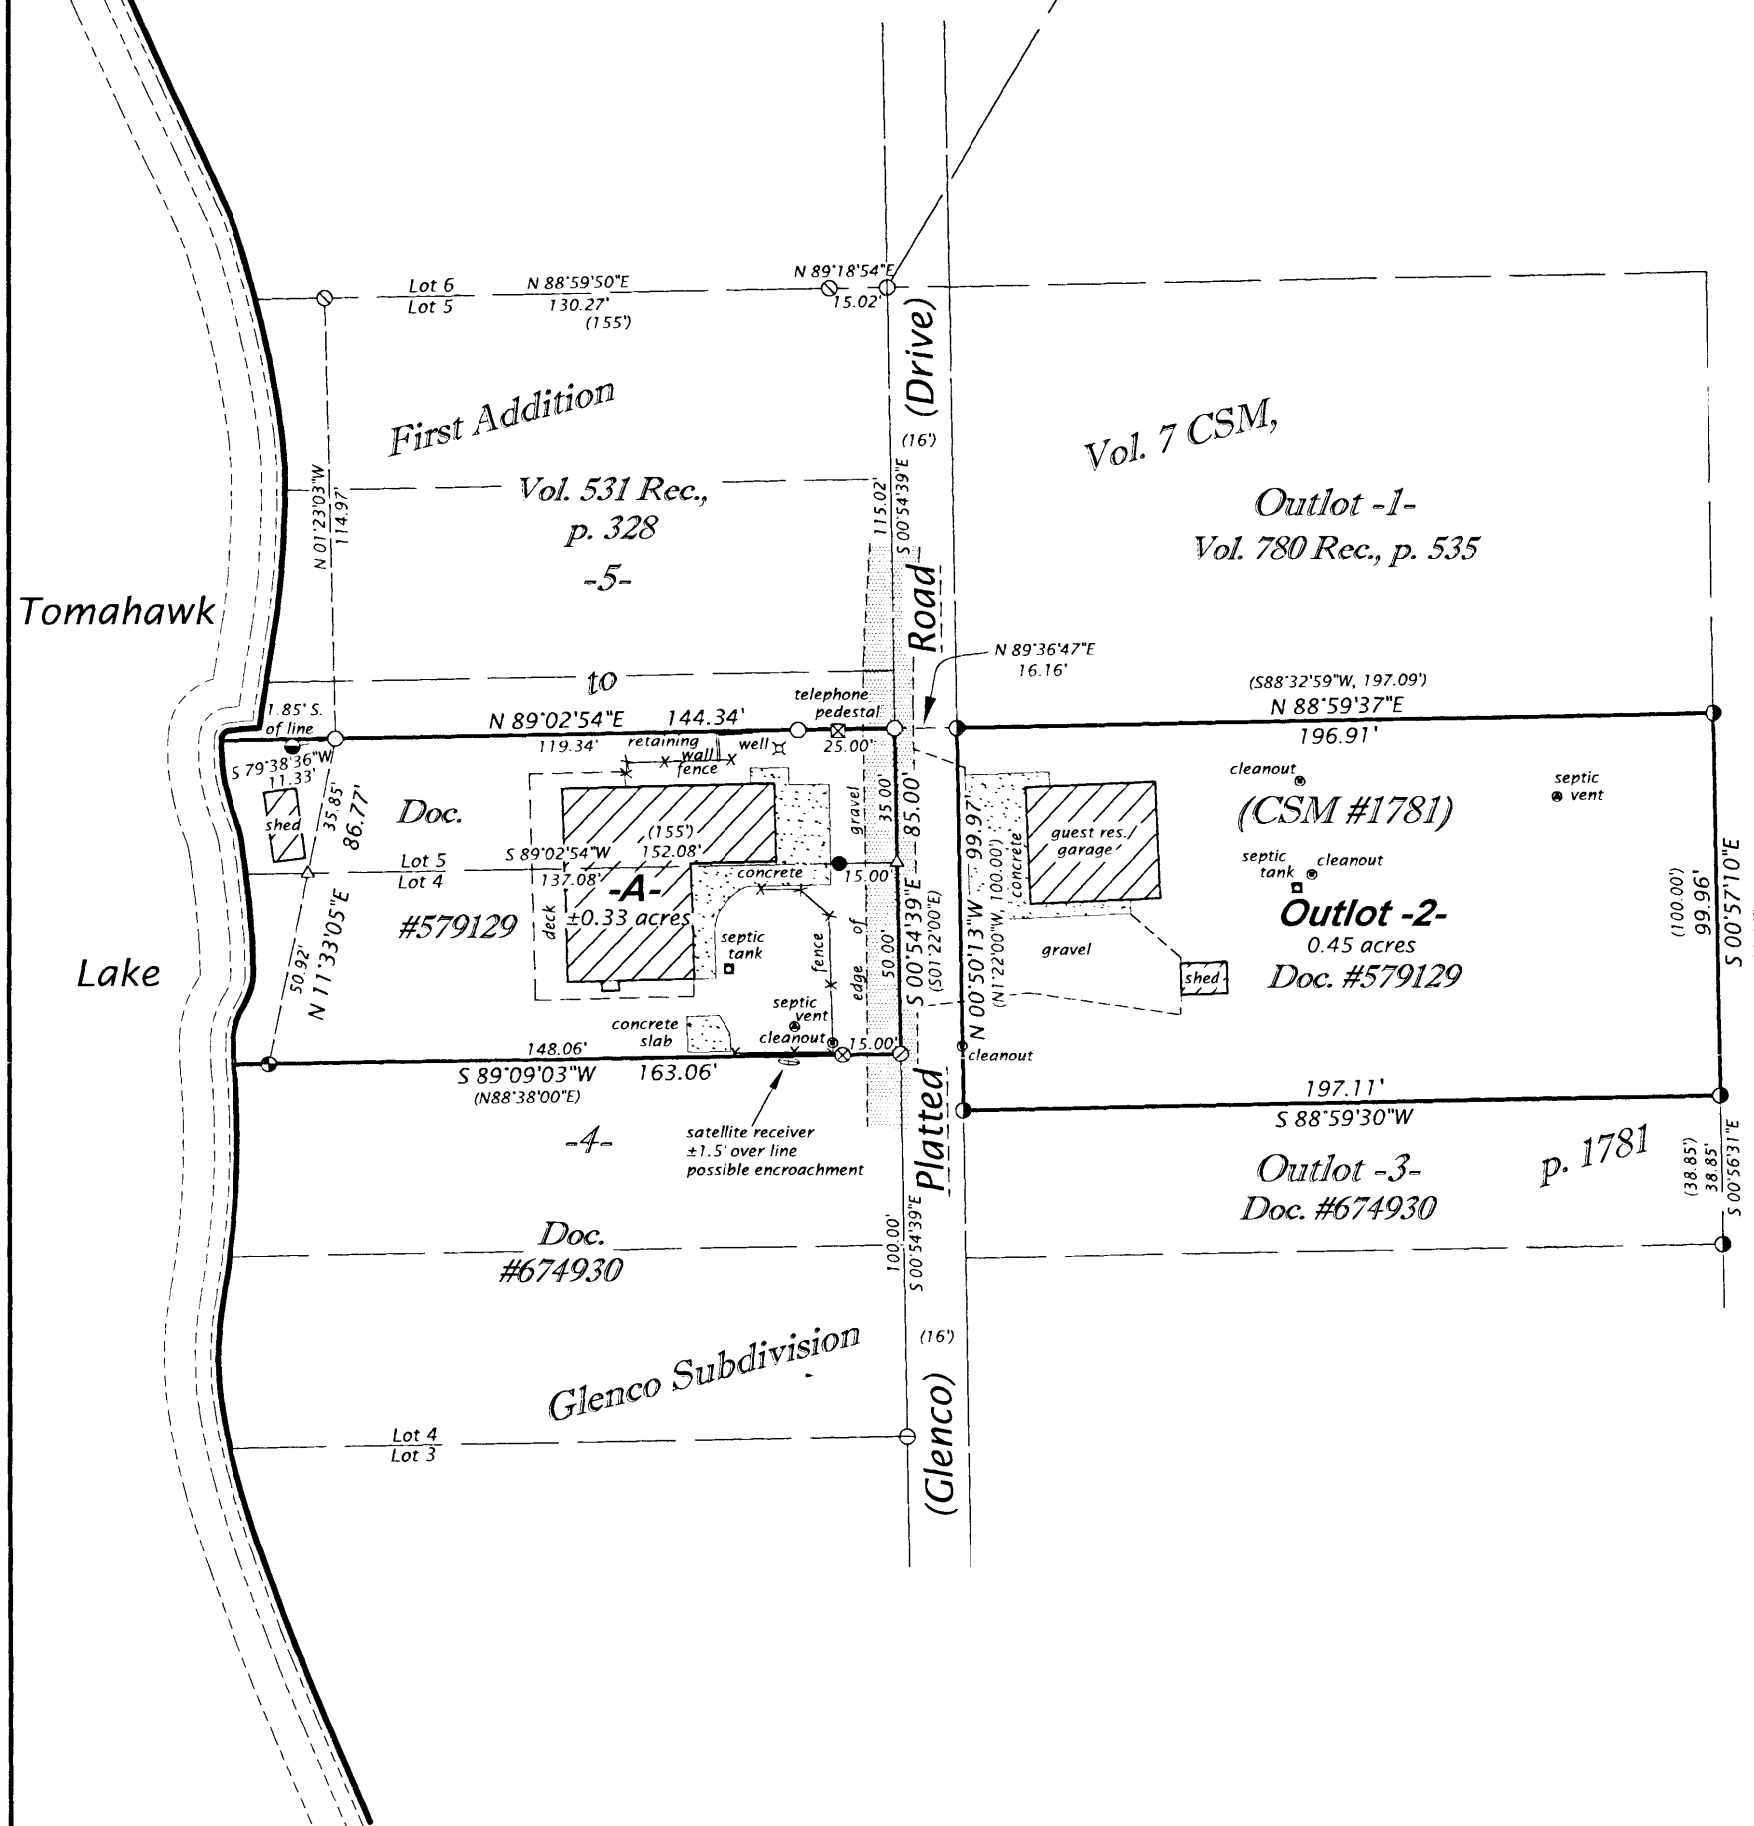 Lot 6
Lot 5
N 88°59'50"E
130.27'
(155')
N 89°18'54"E
15.02'
First Addition
Vol. 531 Rec.,
p. 328
-5-
N 01°23'03"W
114.97'
115.02'
S 00°54'39"E
(Drive)
(16')
Road
Vol. 7 CSM,
Outlot -1-
Vol. 780 Rec., p. 535
Tomahawk
Lake
to
N 89°36'47"E
16.16'
(S88°32'59"W, 197.09')
N 88°59'37"E
196.91'
1.85' S.
of line
S 79°38'36"W
11.33'
N 89°02'54"E 144.34'
119.34'
telephone
pedestal
25.00'
retaining
wall
fence
well
shed
35.85'
86.77'
Doc.
Lot 5
Lot 4
#579129
S 89°02'54"W
137.08'
(155')
152.08'
-A-
±0.33 acres
deck
concrete
15.00'
gravel
edge of
35.00'
85.00'
50.00'
S 00°54'39"E
(S01°22'00"E)
septic
tank
fence
septic
vent
cleanout
15.00'
concrete
slab
50.92'
N 11°33'05"E
148.06'
S 89°09'03"W 163.06'
(N88°38'00"E)
satellite receiver
±1.5' over line
possible encroachment
N 00°50'13"W 99.97'
(N1°22'00"W, 100.00')
concrete
guest res./
garage
gravel
shed
cleanout
cleanout
septic
vent
(CSM #1781)
septic
tank
cleanout
Outlot -2-
0.45 acres
Doc. #579129
(100.00')
99.96'
S 00°57'10"E
197.11'
S 88°59'30"W
Outlot -3-
Doc. #674930
p. 1781
(38.85')
38.85'
S 00°56'31"E
-4-
Doc.
#674930
Platted
100.00'
S 00°54'39"E
(16')
(Glenco)
Glenco Subdivision
Lot 4
Lot 3